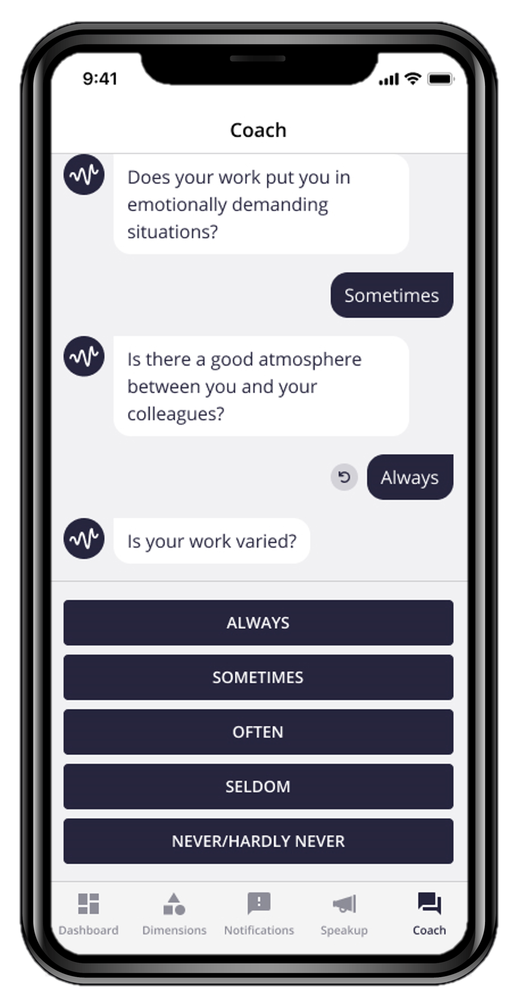 9:41
Coach
Does your work put you in
emotionally demanding
situations?
Sometimes
Is there a good atmosphere
between you and your
colleagues?
Always
Is your work varied?
ALWAYS
SOMETIMES
OFTEN
SELDOM
NEVER/HARDLY NEVER
Dashboard Dimensions Notifications Speakup Coach